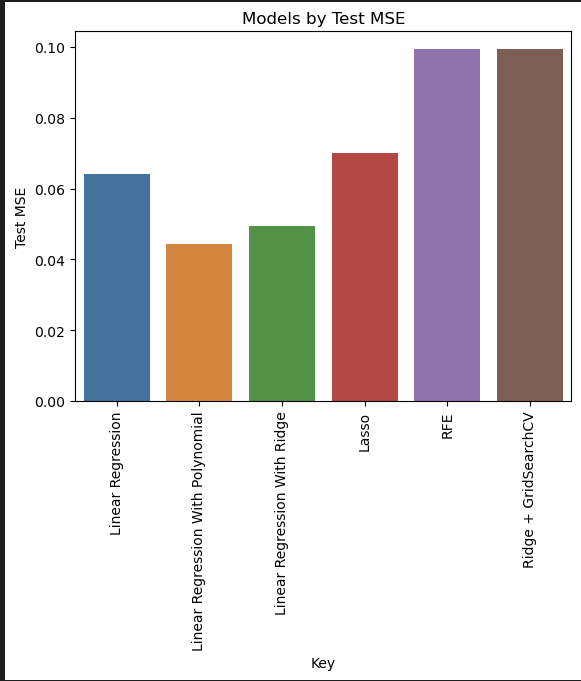 Models by Test MSE
Test MSE
0.10
0.08
0.06
0.04
0.02
0.00
Linear Regression
Linear Regression With Polynomial
Linear Regression With Ridge
Lasso
RFE
Ridge + GridSearchCV
Key